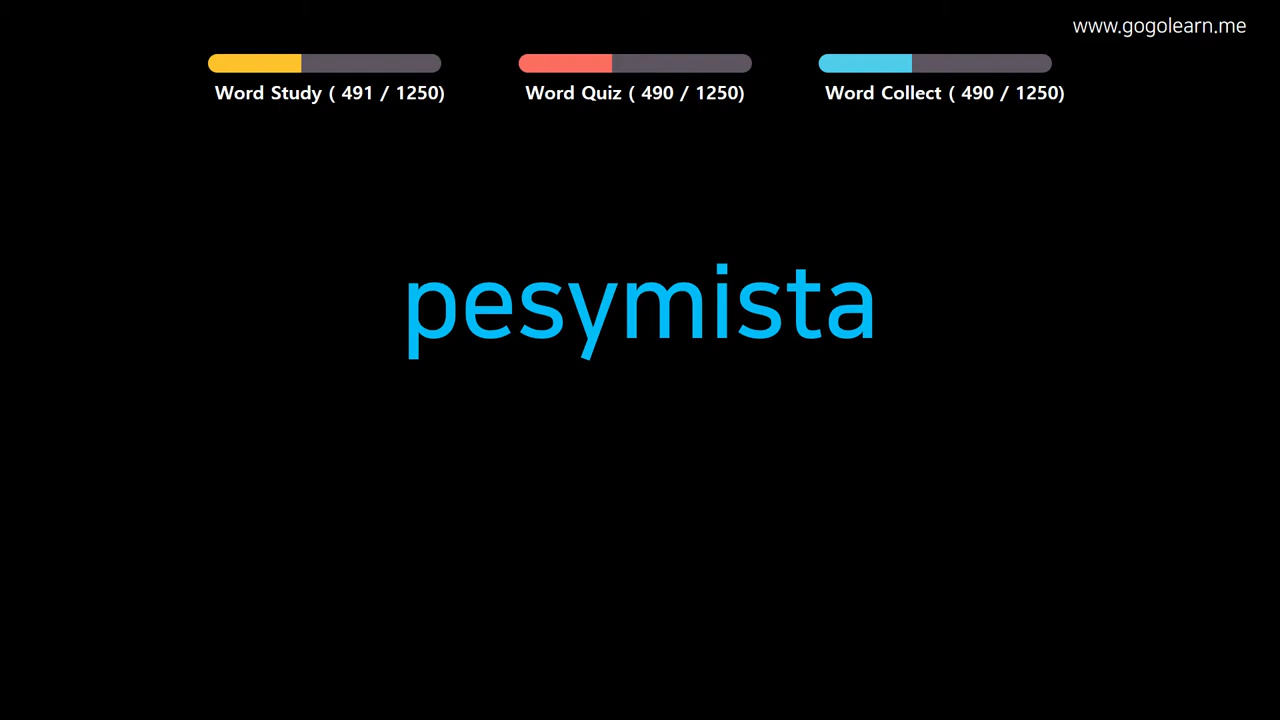 www.gogolearn.me
Word Study ( 491 / 1250)
Word Quiz ( 490 / 1250)
Word Collect ( 490 / 1250)
pesymista